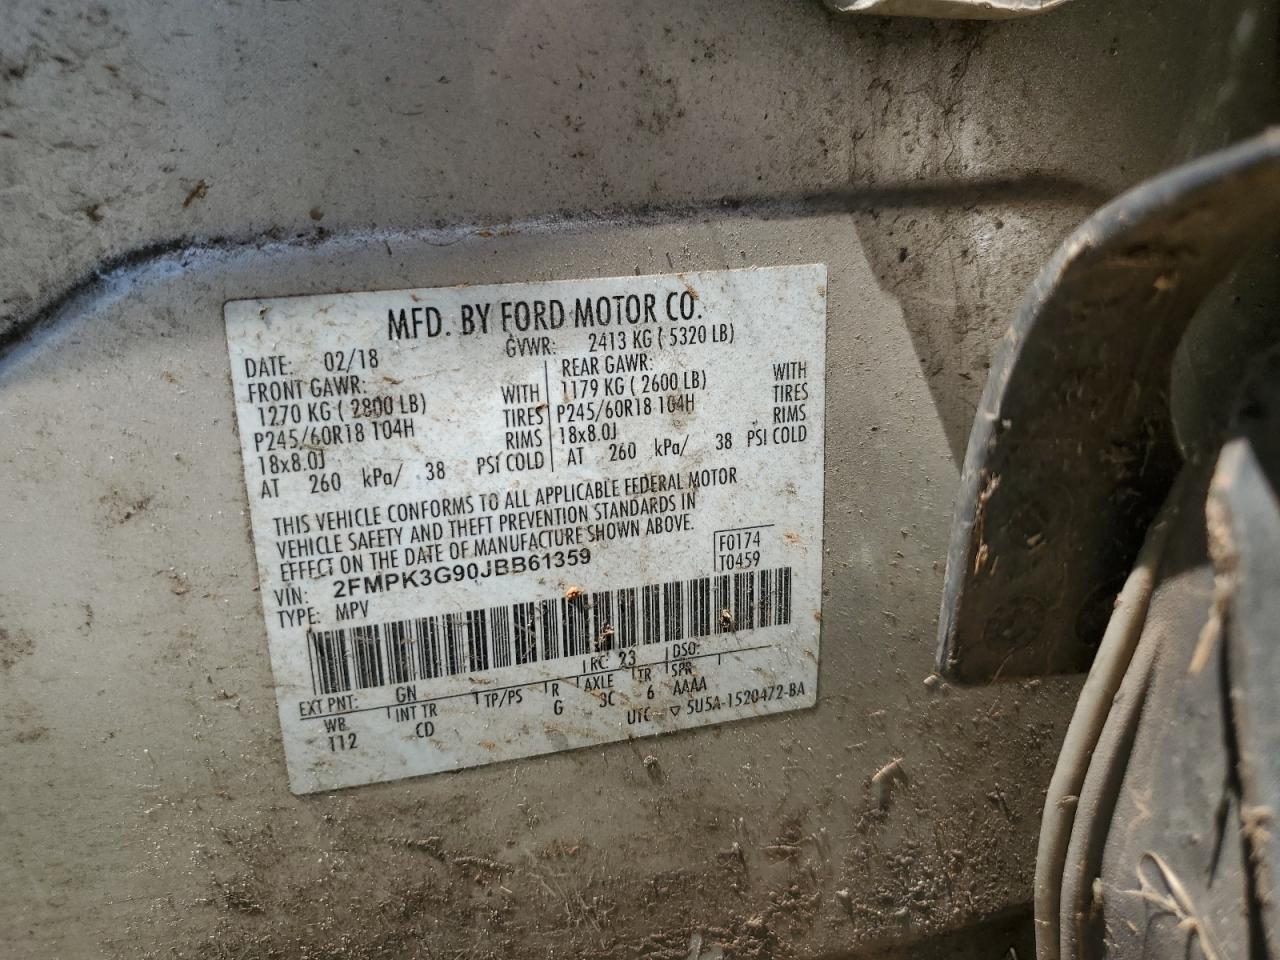 MFD. BY FORD MOTOR CO.
DATE: 02/18 GVWR: 2413 KG ( 5320 LB)
FRONT GAWR: REAR GAWR:
1270 KG ( 2800 LB) WITH 1179 KG ( 2600 LB) WITH
P245/60R18 104H TIRES P245/60R18 104H TIRES
18x8.0J RIMS 18x8.0J RIMS
AT 260 kPa/ 38 PSI COLD AT 260 kPa/ 38 PSI COLD
THIS VEHICLE CONFORMS TO ALL APPLICABLE FEDERAL MOTOR
VEHICLE SAFETY AND THEFT PREVENTION STANDARDS IN
EFFECT ON THE DATE OF MANUFACTURE SHOWN ABOVE.
VIN: 2FMPK3G90JBB61359 F0174
TYPE: MPV T0459
EXT PNT: GN RC: 23 DSO:
WB INT TR TP/PS R AXLE TR SPR
112 CD G 3C 6 AAAA
UTC ▽ 5U5A-1520472-BA